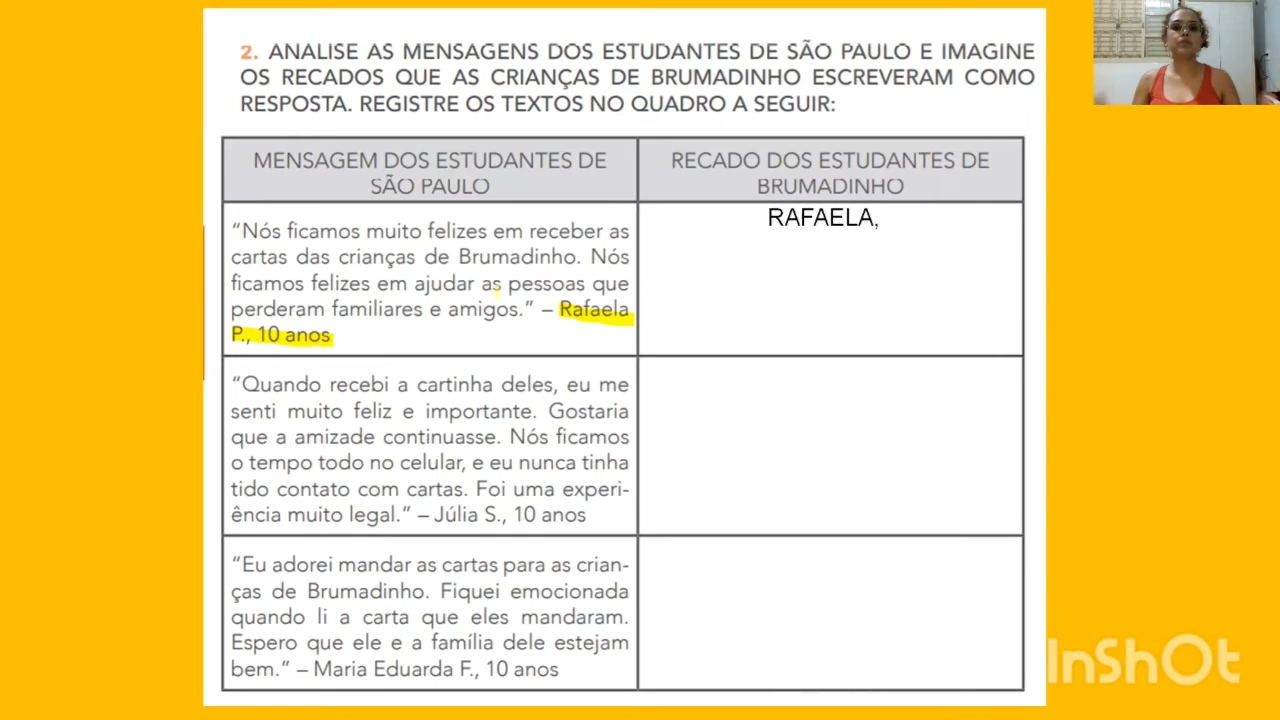 2. ANALISE AS MENSAGENS DOS ESTUDANTES DE SÃO PAULO E IMAGINE
OS RECADOS QUE AS CRIANÇAS DE BRUMADINHO ESCREVERAM COMO
RESPOSTA. REGISTRE OS TEXTOS NO QUADRO A SEGUIR:
MENSAGEM DOS ESTUDANTES DE
SÃO PAULO
RECADO DOS ESTUDANTES DE
BRUMADINHO
“Nós ficamos muito felizes em receber as
cartas das crianças de Brumadinho. Nós
ficamos felizes em ajudar as pessoas que
perderam familiares e amigos.” – Rafaela
P., 10 anos
RAFAELA,
“Quando recebi a cartinha deles, eu me
senti muito feliz e importante. Gostaria
que a amizade continuasse. Nós ficamos
o tempo todo no celular, e eu nunca tinha
tido contato com cartas. Foi uma experi-
ência muito legal.” – Júlia S., 10 anos
“Eu adorei mandar as cartas para as crian-
ças de Brumadinho. Fiquei emocionada
quando li a carta que eles mandaram.
Espero que ele e a família dele estejam
bem.” – Maria Eduarda F., 10 anos
InShOt